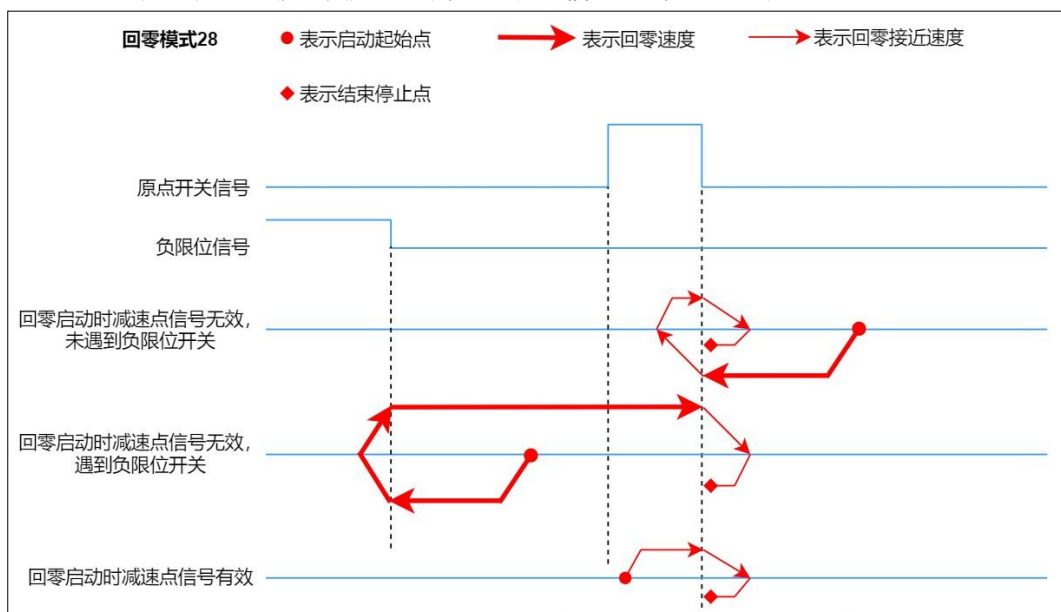 回零模式28
表示启动起始点
表示回零速度
表示回零接近速度
表示结束停止点
原点开关信号
负限位信号
回零启动时减速点信号无效，
未遇到负限位开关
回零启动时减速点信号无效，
遇到负限位开关
回零启动时减速点信号有效